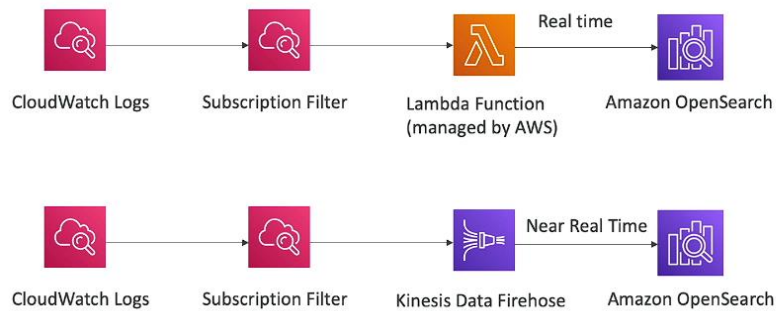 Real time
CloudWatch Logs
Subscription Filter
Lambda Function
(managed by AWS)
Amazon OpenSearch
Near Real Time
CloudWatch Logs
Subscription Filter
Kinesis Data Firehose
Amazon OpenSearch